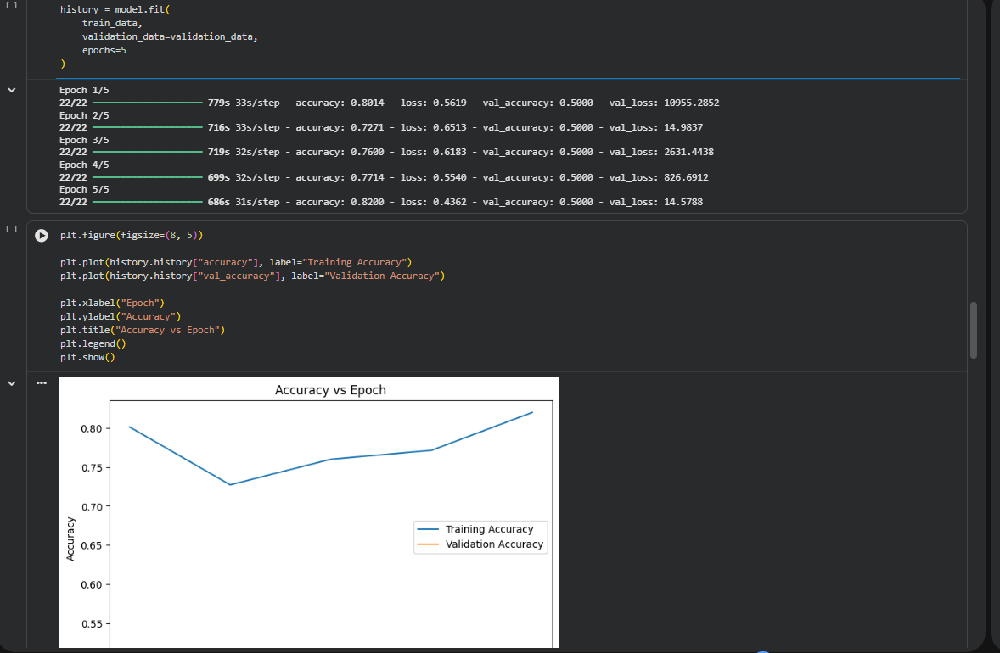 [ ]
history = model.fit(
train_data,
validation_data=validation_data,
epochs=5
)
Epoch 1/5
22/22 779s 33s/step - accuracy: 0.8014 - loss: 0.5619 - val_accuracy: 0.5000 - val_loss: 10955.2852
Epoch 2/5
22/22 716s 33s/step - accuracy: 0.7271 - loss: 0.6513 - val_accuracy: 0.5000 - val_loss: 14.9837
Epoch 3/5
22/22 719s 32s/step - accuracy: 0.7600 - loss: 0.6183 - val_accuracy: 0.5000 - val_loss: 2631.4438
Epoch 4/5
22/22 699s 32s/step - accuracy: 0.7714 - loss: 0.5540 - val_accuracy: 0.5000 - val_loss: 826.6912
Epoch 5/5
22/22 686s 31s/step - accuracy: 0.8200 - loss: 0.4362 - val_accuracy: 0.5000 - val_loss: 14.5788
[ ]
plt.figure(figsize=(8, 5))
plt.plot(history.history["accuracy"], label="Training Accuracy")
plt.plot(history.history["val_accuracy"], label="Validation Accuracy")
plt.xlabel("Epoch")
plt.ylabel("Accuracy")
plt.title("Accuracy vs Epoch")
plt.legend()
plt.show()
Accuracy vs Epoch
0.80
0.75
0.70
0.65
0.60
0.55
Accuracy
Training Accuracy
Validation Accuracy